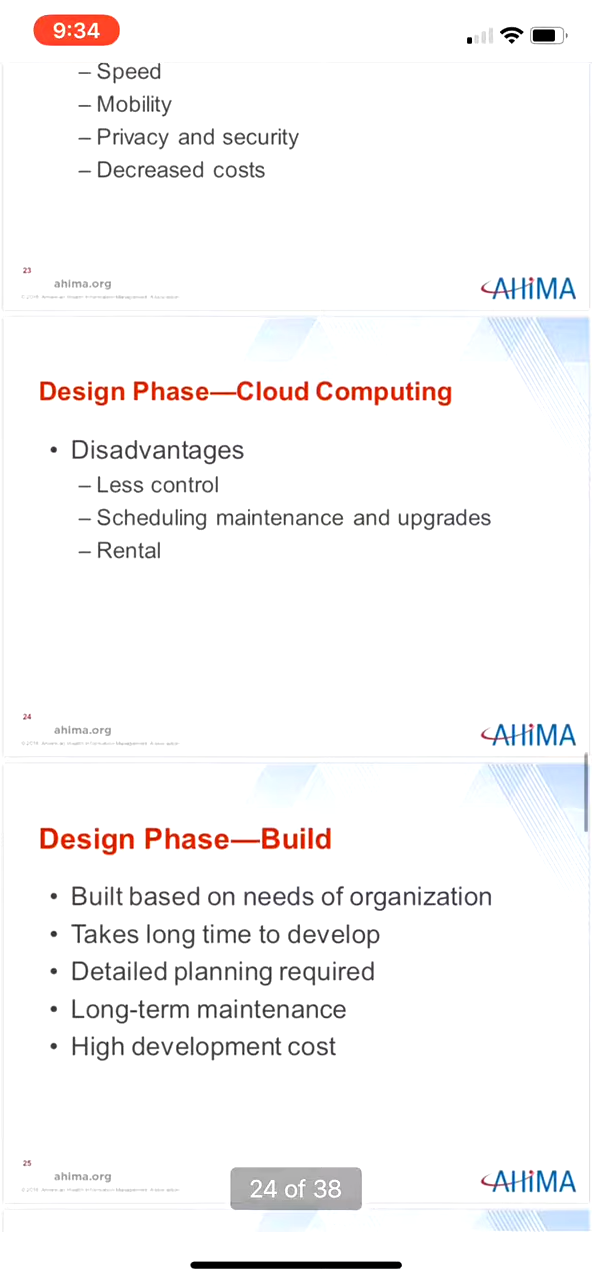 9:34
– Speed
– Mobility
– Privacy and security
– Decreased costs
23
ahima.org
AHiMA
Design Phase—Cloud Computing
• Disadvantages
– Less control
– Scheduling maintenance and upgrades
– Rental
24
ahima.org
AHiMA
Design Phase—Build
• Built based on needs of organization
• Takes long time to develop
• Detailed planning required
• Long-term maintenance
• High development cost
25
ahima.org
24 of 38
AHiMA